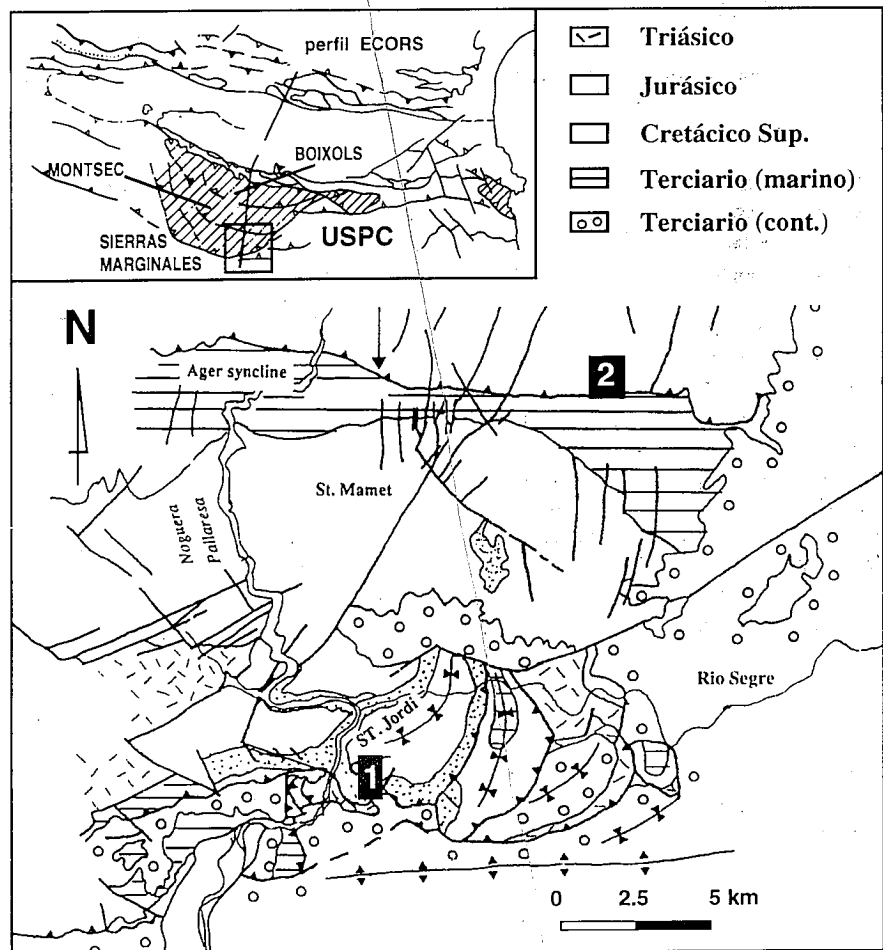 perfil ECORS
BOIXOLS
MONTSEC
SIERRAS
MARGINALES
USPC
Triásico
Jurásico
Cretácico Sup.
Terciario (marino)
Terciario (cont.)
N
Ager syncline
2
St. Mamet
Noguera
Pallaresa
Rio Segre
ST. Jordi
1
0 2.5 5 km